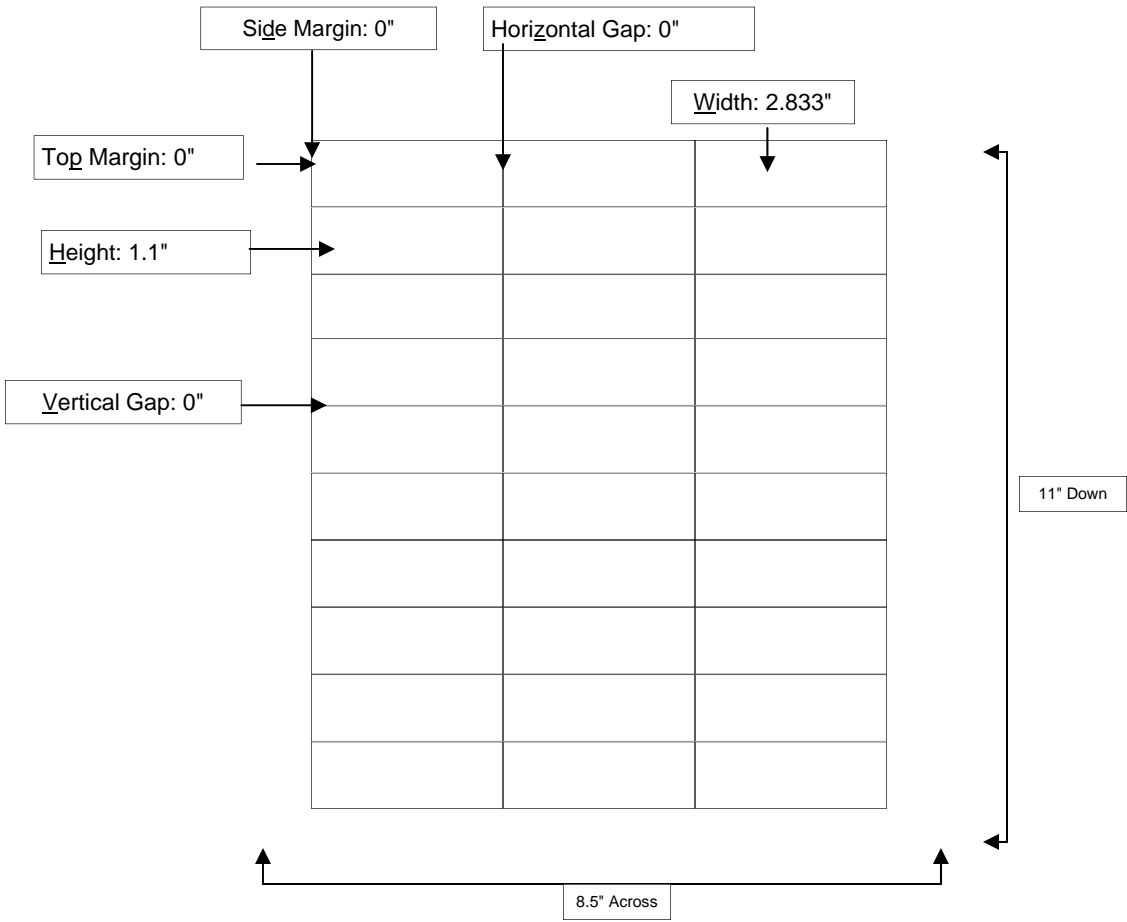 Side Margin: 0"
Horizontal Gap: 0"
Width: 2.833"
Top Margin: 0"
Height: 1.1"
Vertical Gap: 0"
11" Down
8.5" Across